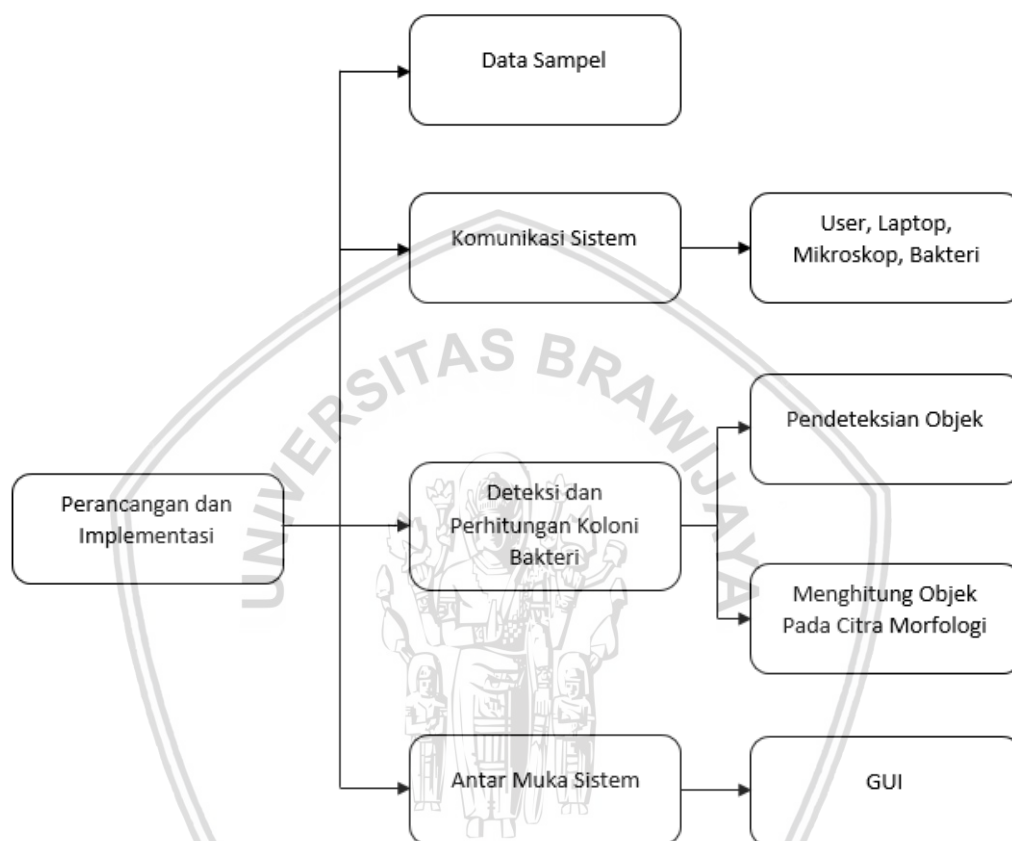 Data Sampel
Komunikasi Sistem
User, Laptop,
Mikroskop, Bakteri
UNIVERSITAS BRAWIJAYA
Pendeteksian Objek
Perancangan dan
Implementasi
Deteksi dan
Perhitungan Koloni
Bakteri
Menghitung Objek
Pada Citra Morfologi
Antar Muka Sistem
GUI